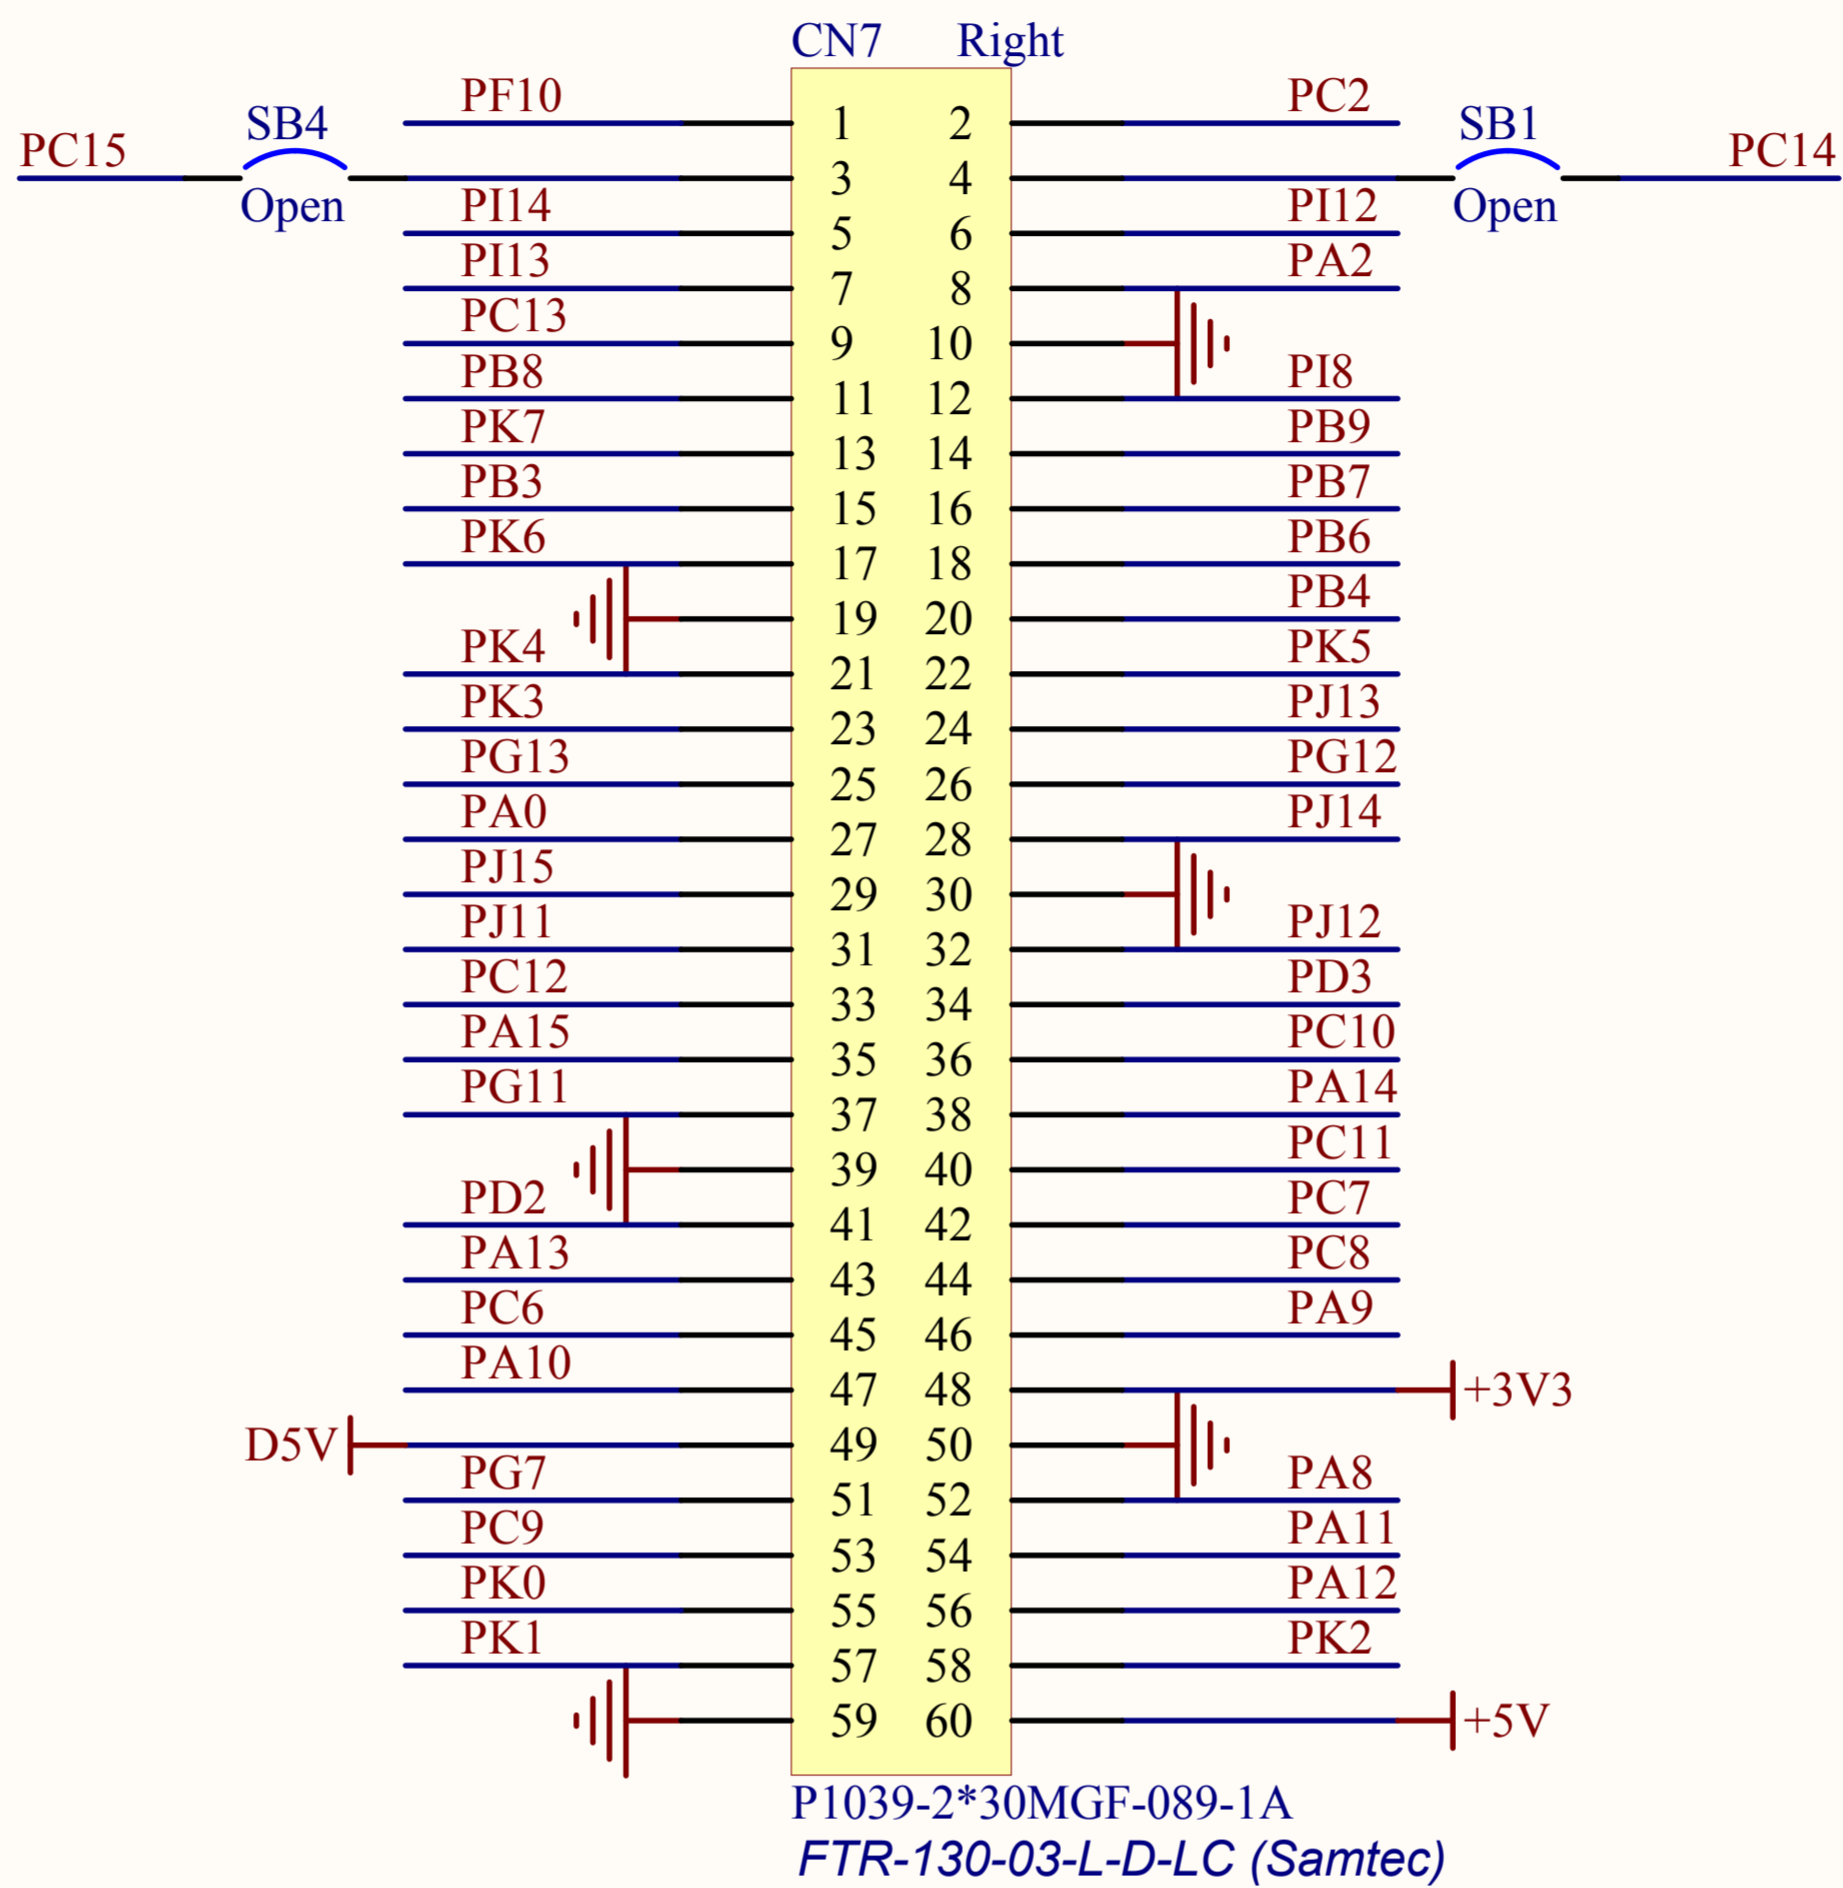 CN7 Right
PF10 1 2 PC2
PC15 SB4 Open 3 4 SB1 Open PC14
PI14 5 6 PI12
PI13 7 8 PA2
PC13 9 10
PB8 11 12 PI8
PK7 13 14 PB9
PB3 15 16 PB7
PK6 17 18 PB6
19 20 PB4
PK4 21 22 PK5
PK3 23 24 PJ13
PG13 25 26 PG12
PA0 27 28 PJ14
PJ15 29 30
PJ11 31 32 PJ12
PC12 33 34 PD3
PA15 35 36 PC10
PG11 37 38 PA14
39 40 PC11
PD2 41 42 PC7
PA13 43 44 PC8
PC6 45 46 PA9
PA10 47 48 +3V3
D5V 49 50
PG7 51 52 PA8
PC9 53 54 PA11
PK0 55 56 PA12
PK1 57 58 PK2
59 60 +5V
P1039-2*30MGF-089-1A
FTR-130-03-L-D-LC (Samtec)